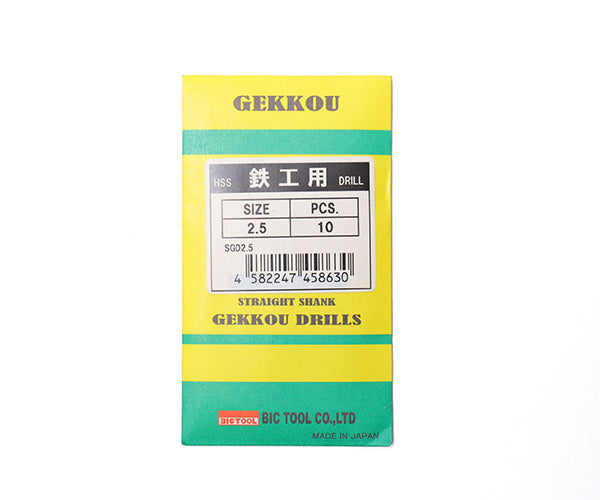 GEKKOU
HSS 鉄工用 DRILL
SIZE PCS.
2.5 10
SGD2.5
4 582247 458630
STRAIGHT SHANK
GEKKOU DRILLS
BIC TOOL BIC TOOL CO.,LTD
MADE IN JAPAN